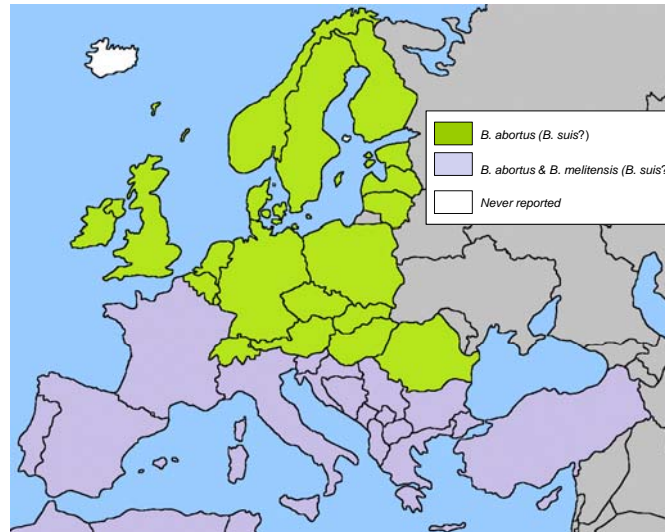 B. abortus (B. suis?)
B. abortus & B. melitensis (B. suis?
Never reported